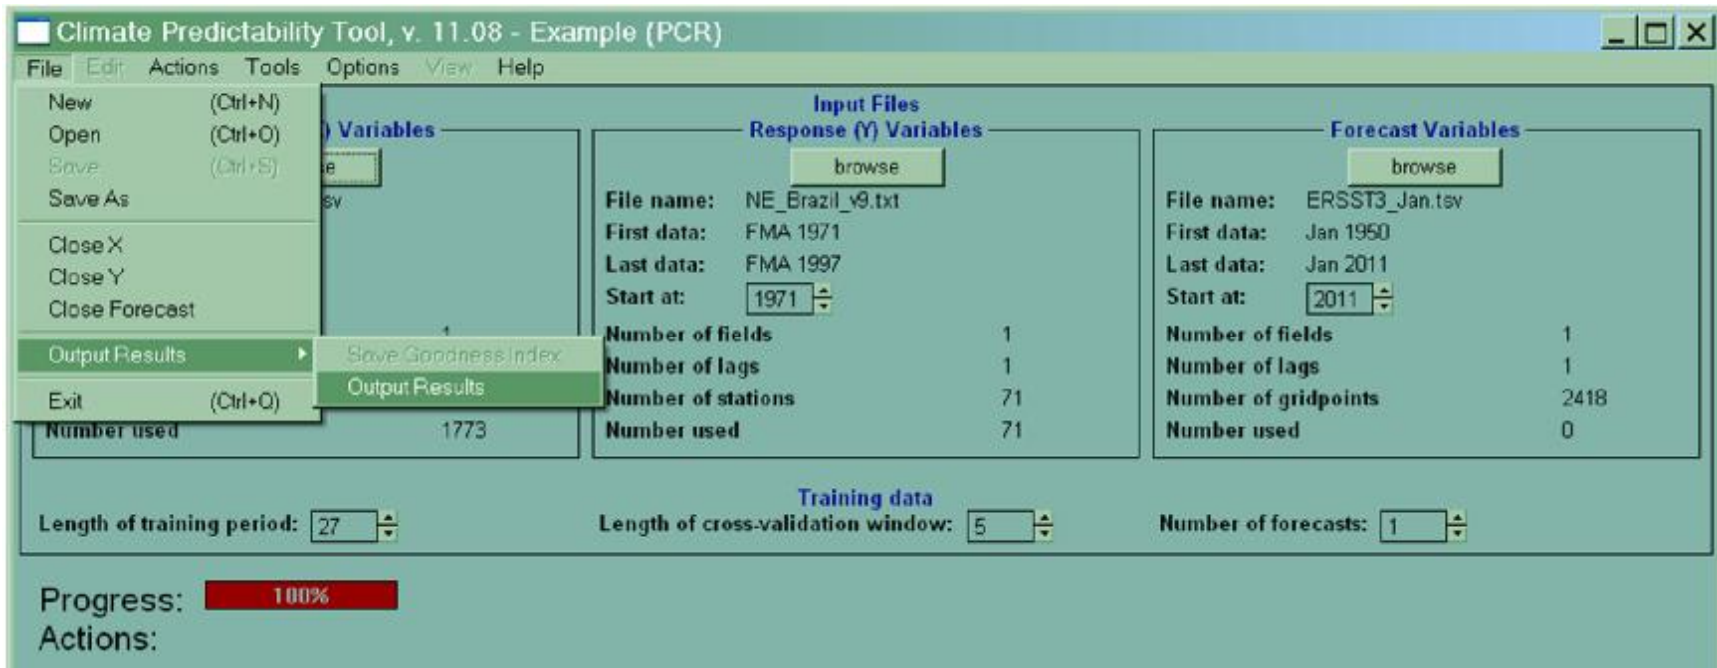 Climate Predictability Tool, v. 11.08 - Example (PCR)
File Edit Actions Tools Options View Help
New (Ctrl+N)
Open (Ctrl+O)
Save (Ctrl+S)
Save As
Close X
Close Y
Close Forecast
Output Results
Exit (Ctrl+Q)
Save Goodness Index
Output Results
Input Files
) Variables
se
sv
1
Number used 1773
Response (Y) Variables
browse
File name: NE_Brazil_v9.txt
First data: FMA 1971
Last data: FMA 1997
Start at: 1971
Number of fields 1
Number of lags 1
Number of stations 71
Number used 71
Forecast Variables
browse
File name: ERSST3_Jan.tsv
First data: Jan 1950
Last data: Jan 2011
Start at: 2011
Number of fields 1
Number of lags 1
Number of gridpoints 2418
Number used 0
Training data
Length of training period: 27 Length of cross-validation window: 5 Number of forecasts: 1
Progress: 100%
Actions: